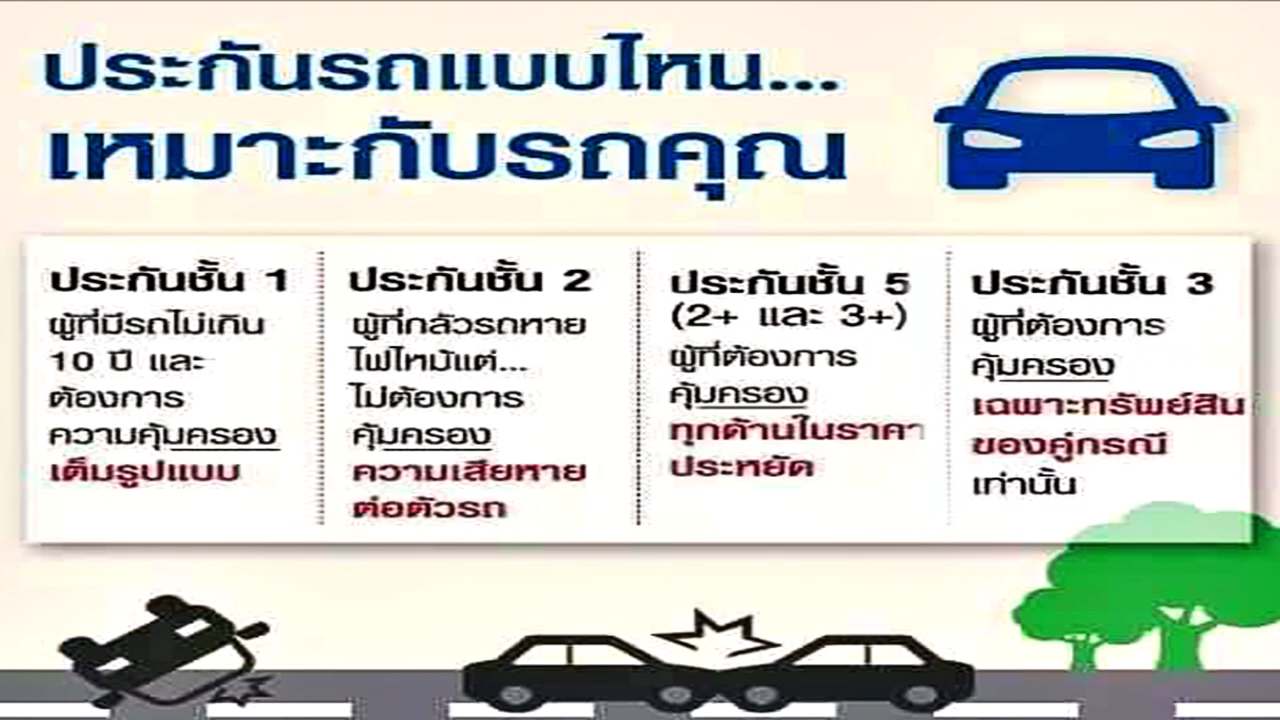 ประกันรถแบบไหน...
เหมาะกับรถคุณ
ประกันชั้น 1
ผู้ที่มีรถไม่เกิน
10 ปี และ
ต้องการ
ความคุ้มครอง
เต็มรูปแบบ
ประกันชั้น 2
ผู้ที่กลัวรถหาย
ไฟไหม้แต่...
ไม่ต้องการ
คุ้มครอง
ความเสียหาย
ต่อตัวรถ
ประกันชั้น 5
(2+ และ 3+)
ผู้ที่ต้องการ
คุ้มครอง
ทุกด้านในราคา
ประหยัด
ประกันชั้น 3
ผู้ที่ต้องการ
คุ้มครอง
เฉพาะทรัพย์สิน
ของคู่กรณี
เท่านั้น